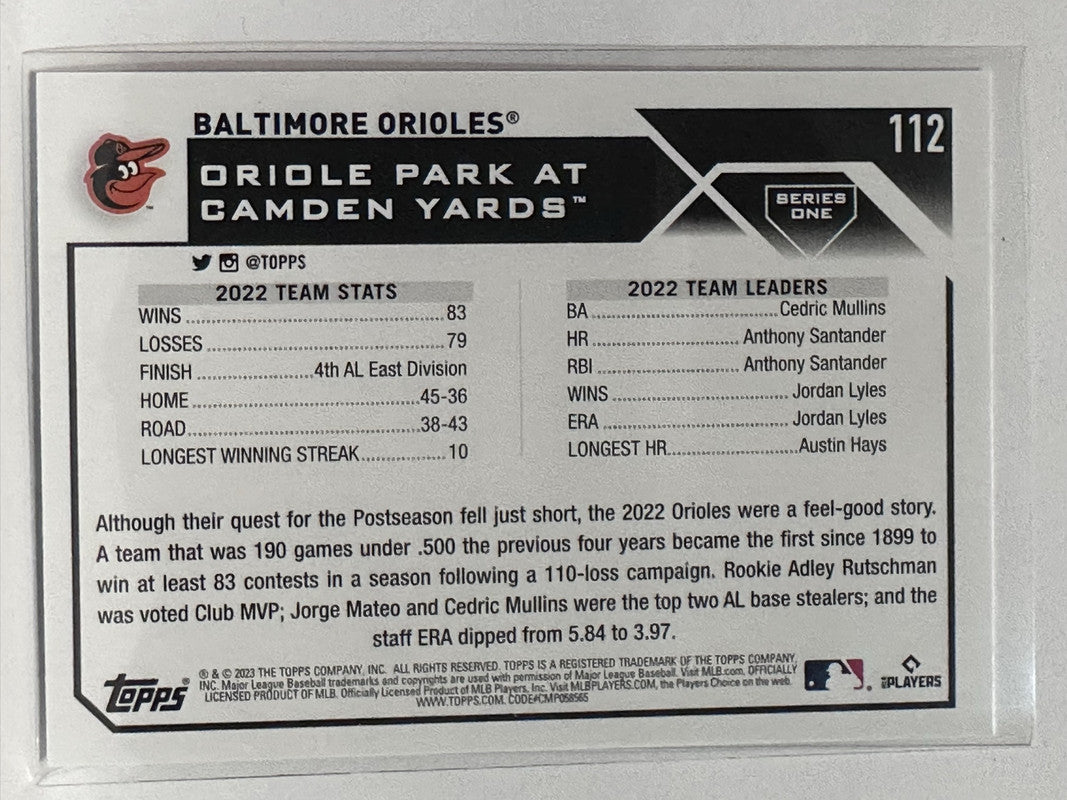 BALTIMORE ORIOLES®
112
ORIOLE PARK AT
CAMDEN YARDS™
SERIES
ONE
@TOPPS
2022 TEAM STATS
WINS 83
LOSSES 79
FINISH 4th AL East Division
HOME 45-36
ROAD 38-43
LONGEST WINNING STREAK 10
2022 TEAM LEADERS
BA Cedric Mullins
HR Anthony Santander
RBI Anthony Santander
WINS Jordan Lyles
ERA Jordan Lyles
LONGEST HR Austin Hays
Although their quest for the Postseason fell just short, the 2022 Orioles were a feel-good story.
A team that was 190 games under .500 the previous four years became the first since 1899 to
win at least 83 contests in a season following a 110-loss campaign. Rookie Adley Rutschman
was voted Club MVP; Jorge Mateo and Cedric Mullins were the top two AL base stealers; and the
staff ERA dipped from 5.84 to 3.97.
TOPPS®
® & © 2023 THE TOPPS COMPANY, INC. ALL RIGHTS RESERVED. TOPPS IS A REGISTERED TRADEMARK OF THE TOPPS COMPANY,
INC. Major League Baseball trademarks and copyrights are used with permission of Major League Baseball. Visit MLB.com. OFFICIALLY
LICENSED PRODUCT OF MLB. Officially Licensed Product of MLB Players, Inc. Visit MLBPLAYERS.COM, the Players Choice on the web.
WWW.TOPPS.COM. CODE#CMP058565
PLAYERS